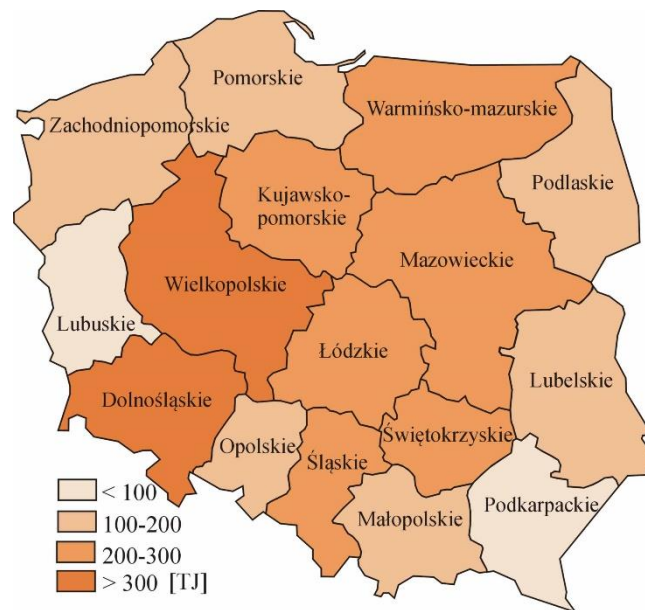 Pomorskie
Warmińsko-mazurskie
Zachodniopomorskie
Podlaskie
Kujawsko-
pomorskie
Mazowieckie
Wielkopolskie
Lubuskie
Łódzkie
Lubelskie
Dolnośląskie
Opolskie
Świętokrzyskie
Śląskie
Podkarpackie
Małopolskie
< 100
100-200
200-300
> 300 [TJ]